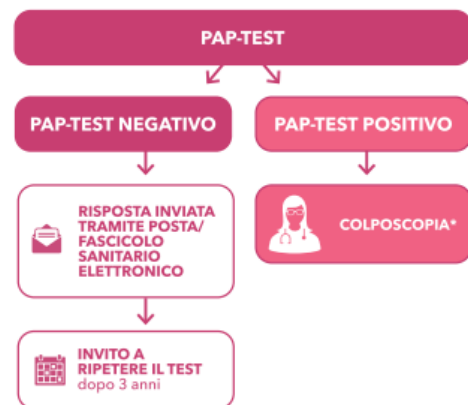 PAP-TEST
PAP-TEST NEGATIVO
PAP-TEST POSITIVO
RISPOSTA INVIATA
TRAMITE POSTA/
FASCICOLO
SANITARIO
ELETTRONICO
COLPOSCOPIA*
INVITO A
RIPETERE IL TEST
dopo 3 anni